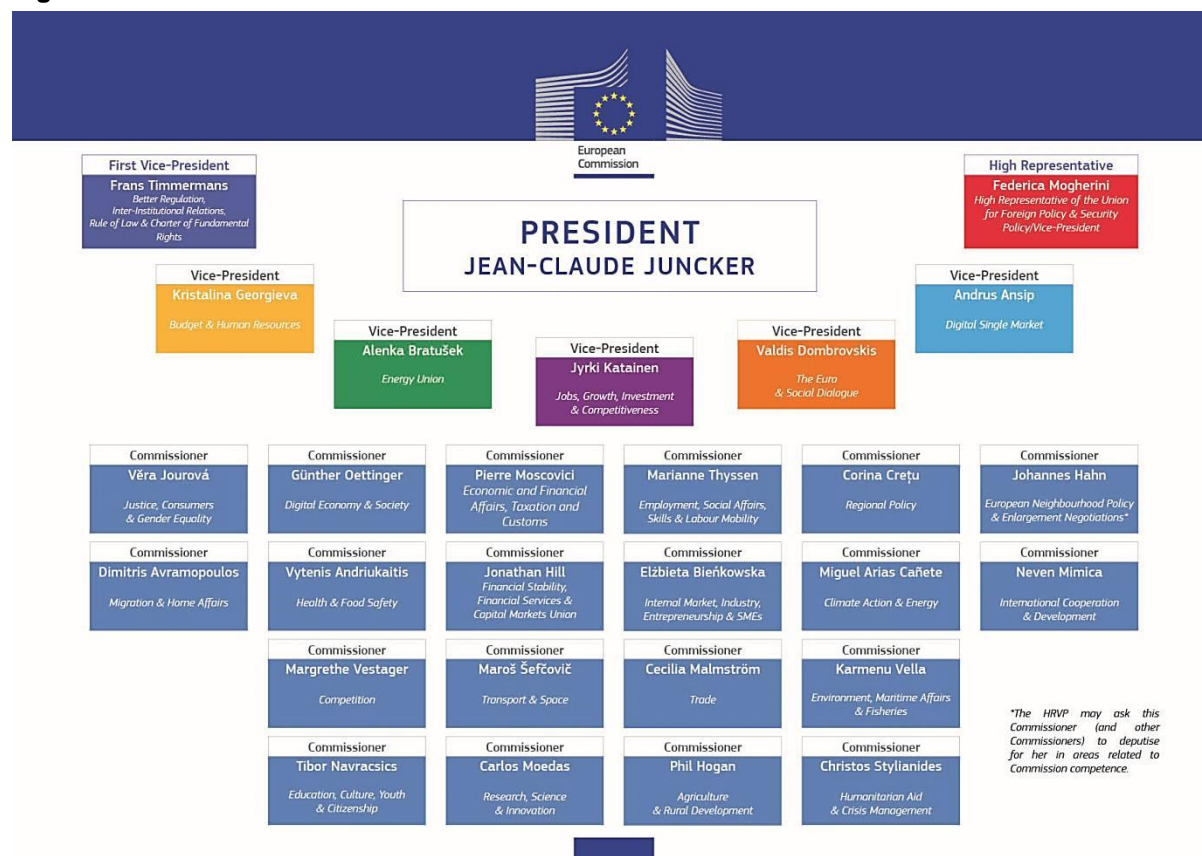 European
Commission
First Vice-President
Frans Timmermans
Better Regulation,
Inter-Institutional Relations,
Rule of Law & Charter of Fundamental
Rights
High Representative
Federica Mogherini
High Representative of the Union
for Foreign Policy & Security
Policy/Vice-President
PRESIDENT
JEAN-CLAUDE JUNCKER
Vice-President
Kristalina Georgieva
Budget & Human Resources
Vice-President
Andrus Ansip
Digital Single Market
Vice-President
Alenka Bratušek
Energy Union
Vice-President
Jyrki Katainen
Jobs, Growth, Investment
& Competitiveness
Vice-President
Valdis Dombrovskis
The Euro
& Social Dialogue
Commissioner
Věra Jourová
Justice, Consumers
& Gender Equality
Commissioner
Günther Oettinger
Digital Economy & Society
Commissioner
Pierre Moscovici
Economic and Financial
Affairs, Taxation and
Customs
Commissioner
Marianne Thyssen
Employment, Social Affairs,
Skills & Labour Mobility
Commissioner
Corina Crețu
Regional Policy
Commissioner
Johannes Hahn
European Neighbourhood Policy
& Enlargement Negotiations*
Commissioner
Dimitris Avramopoulos
Migration & Home Affairs
Commissioner
Vytenis Andriukaitis
Health & Food Safety
Commissioner
Jonathan Hill
Financial Stability,
Financial Services &
Capital Markets Union
Commissioner
Elżbieta Bieńkowska
Internal Market, Industry,
Entrepreneurship & SMEs
Commissioner
Miguel Arias Cañete
Climate Action & Energy
Commissioner
Neven Mimica
International Cooperation
& Development
Commissioner
Margrethe Vestager
Competition
Commissioner
Maroš Šefčovič
Transport & Space
Commissioner
Cecilia Malmström
Trade
Commissioner
Karmenu Vella
Environment, Maritime Affairs
& Fisheries
*The HRVP may ask this
Commissioner (and other
Commissioners) to deputise
for her in areas related to
Commission competence.
Commissioner
Tibor Navracsics
Education, Culture, Youth
& Citizenship
Commissioner
Carlos Moedas
Research, Science
& Innovation
Commissioner
Phil Hogan
Agriculture
& Rural Development
Commissioner
Christos Stylianides
Humanitarian Aid
& Crisis Management